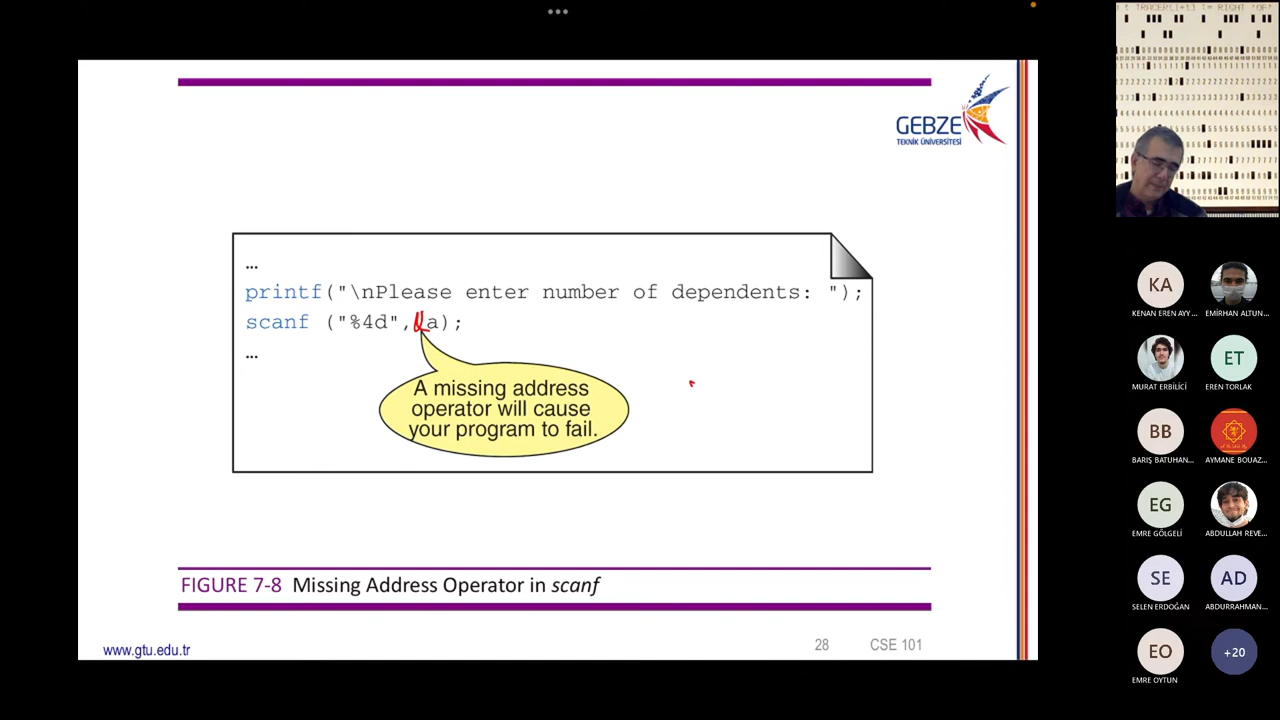 GEBZE
TEKNİK ÜNİVERSİTESİ
…
printf("\nPlease enter number of dependents: ");
scanf ("%4d",&a);
…
A missing address
operator will cause
your program to fail.
FIGURE 7-8 Missing Address Operator in scanf
www.gtu.edu.tr
28
CSE 101
KA
KENAN EREN AYY...
EMİRHAN ALTUN...
MURAT ERBİLİCİ
ET
EREN TORLAK
BB
BARIŞ BATUHAN...
AYMANE BOUAZ...
EG
EMRE GÖLGELİ
ABDULLAH REVE...
SE
SELEN ERDOĞAN
AD
ABDURRAHMAN...
EO
EMRE OYTUN
+20